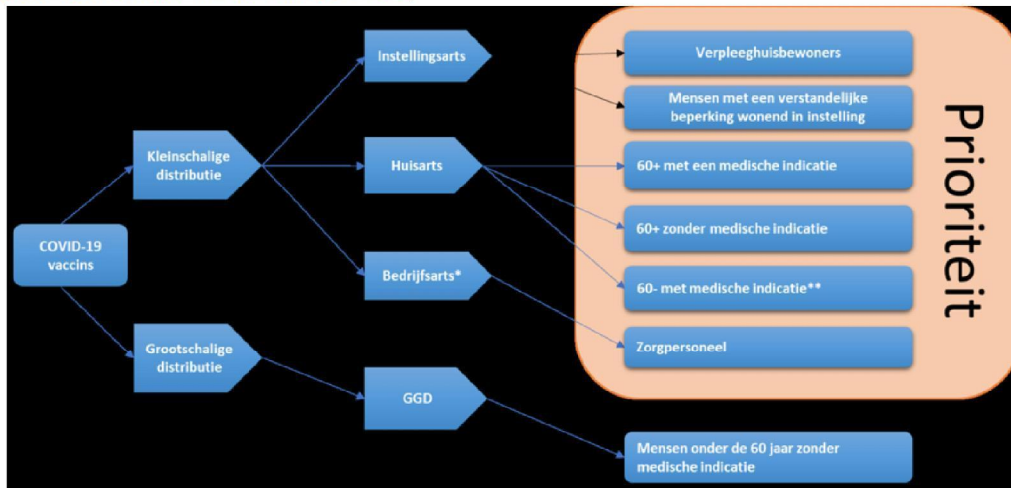 COVID-19
vaccins
Kleinschalige
distributie
Grootschalige
distributie
Instellingsarts
Huisarts
Bedrijfsarts*
GGD
Verpleeghuisbewoners
Mensen met een verstandelijke
beperking wonend in instelling
60+ met een medische indicatie
60+ zonder medische indicatie
60- met medische indicatie**
Zorgpersoneel
Mensen onder de 60 jaar zonder
medische indicatie
Prioriteit